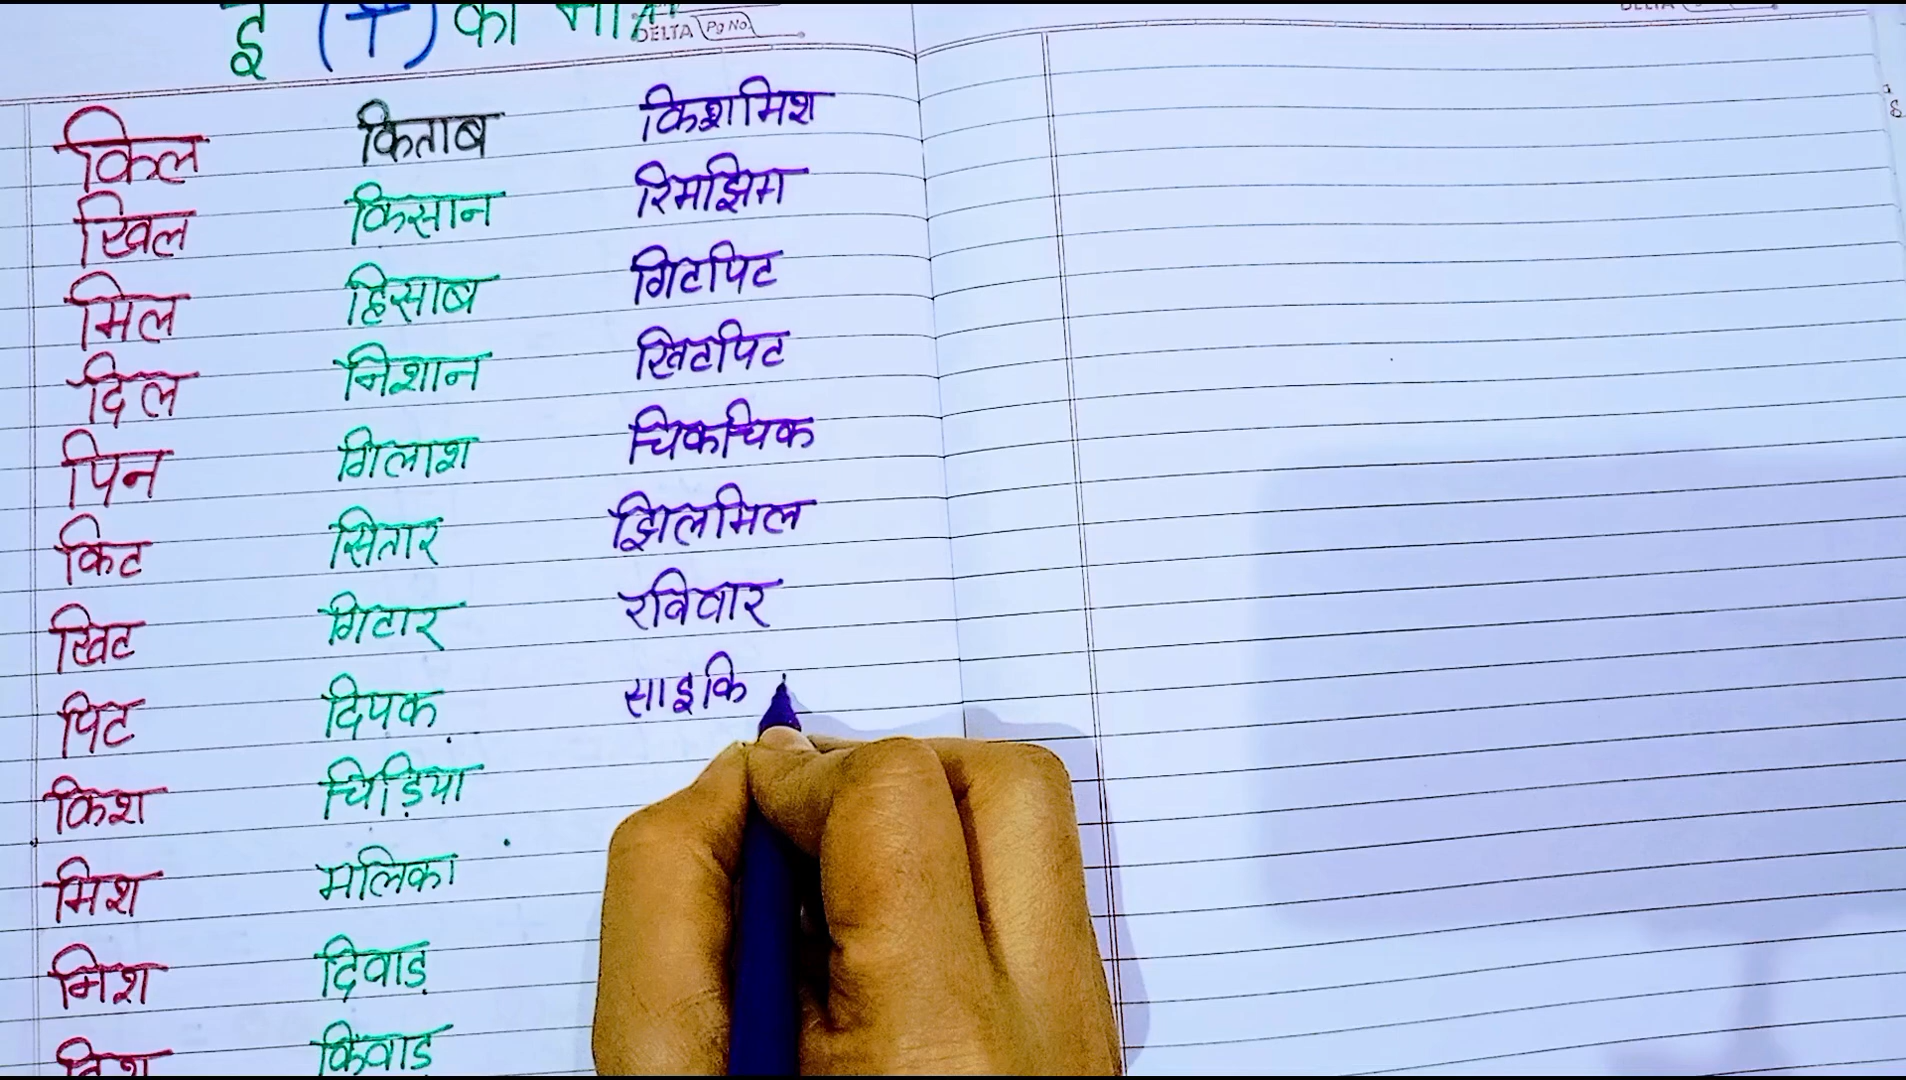 इ (ि) की मा
DELTA Pg No.
किल किताब किशमिश
खिल किसान रिमझिम
मिल हिसाब गिटपिट
दिल निशान खिटपिट
पिन गिलाश चिकचिक
किट सितार झिलमिल
खिट गिटार रविवार
पिट दिपक साइकि
किश चिड़िया
मिश मलिका
मिश दिवाड़
किवाड़